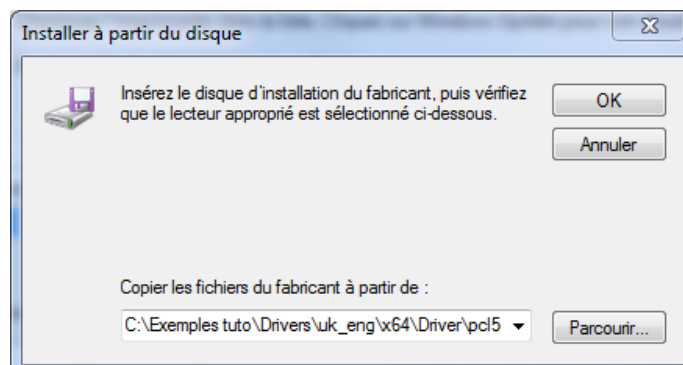 Installer à partir du disque
Insérez le disque d'installation du fabricant, puis vérifiez
que le lecteur approprié est sélectionné ci-dessous.
OK
Annuler
Copier les fichiers du fabricant à partir de :
C:\Exemples tuto\Drivers\uk_eng\x64\Driver\pcl5
Parcourir...